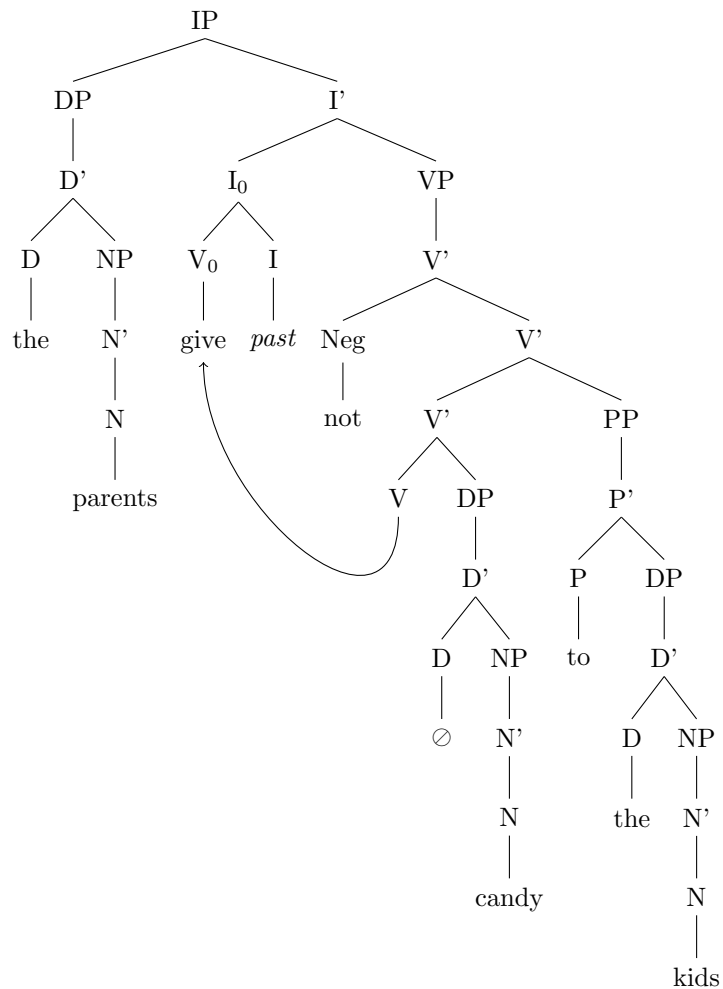 IP
DP I'
D' I₀ VP
D NP V₀ I V'
the N' give past Neg V'
N not V' PP
parents V DP P'
D' P DP
D NP to D'
∅ N' D NP
N the N'
candy N
kids